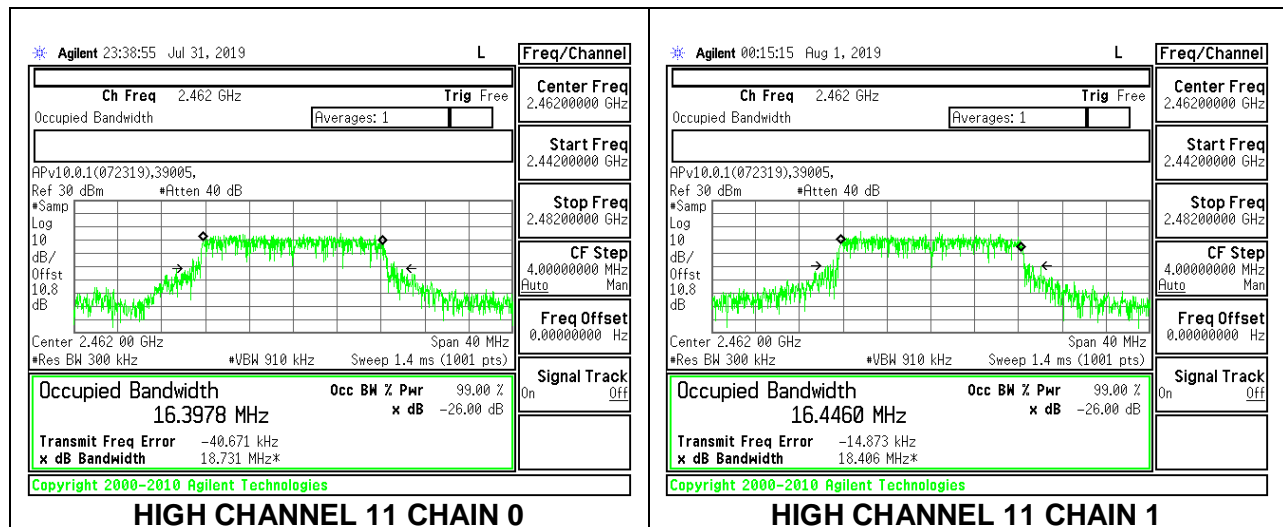 Agilent 23:38:55 Jul 31, 2019 L
Freq/Channel
Ch Freq 2.462 GHz Trig Free
Occupied Bandwidth Averages: 1
APv10.0.1(072319),39005,
Ref 30 dBm #Atten 40 dB
#Samp
Log
10
dB/
Offst
10.8
dB
Center 2.462 00 GHz Span 40 MHz
#Res BW 300 kHz #VBW 910 kHz Sweep 1.4 ms (1001 pts)
Occupied Bandwidth Occ BW % Pwr 99.00 %
16.3978 MHz x dB -26.00 dB
Transmit Freq Error -40.671 kHz
x dB Bandwidth 18.731 MHz*
Copyright 2000-2010 Agilent Technologies
Center Freq
2.46200000 GHz
Start Freq
2.44200000 GHz
Stop Freq
2.48200000 GHz
CF Step
4.00000000 MHz
Auto Man
Freq Offset
0.00000000 Hz
Signal Track
On Off
HIGH CHANNEL 11 CHAIN 0
Agilent 00:15:15 Aug 1, 2019 L
Freq/Channel
Ch Freq 2.462 GHz Trig Free
Occupied Bandwidth Averages: 1
APv10.0.1(072319),39005,
Ref 30 dBm #Atten 40 dB
#Samp
Log
10
dB/
Offst
10.8
dB
Center 2.462 00 GHz Span 40 MHz
#Res BW 300 kHz #VBW 910 kHz Sweep 1.4 ms (1001 pts)
Occupied Bandwidth Occ BW % Pwr 99.00 %
16.4460 MHz x dB -26.00 dB
Transmit Freq Error -14.873 kHz
x dB Bandwidth 18.406 MHz*
Copyright 2000-2010 Agilent Technologies
Center Freq
2.46200000 GHz
Start Freq
2.44200000 GHz
Stop Freq
2.48200000 GHz
CF Step
4.00000000 MHz
Auto Man
Freq Offset
0.00000000 Hz
Signal Track
On Off
HIGH CHANNEL 11 CHAIN 1